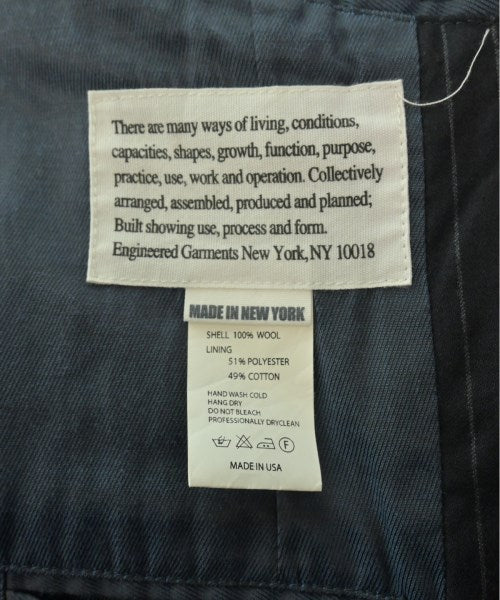 There are many ways of living, conditions,
capacities, shapes, growth, function, purpose,
practice, use, work and operation. Collectively
arranged, assembled, produced and planned;
Built showing use, process and form.
Engineered Garments New York, NY 10018
MADE IN NEW YORK
SHELL 100% WOOL
LINING
51% POLYESTER
49% COTTON
HAND WASH COLD
HANG DRY
DO NOT BLEACH
PROFESSIONALLY DRYCLEAN
F
MADE IN USA